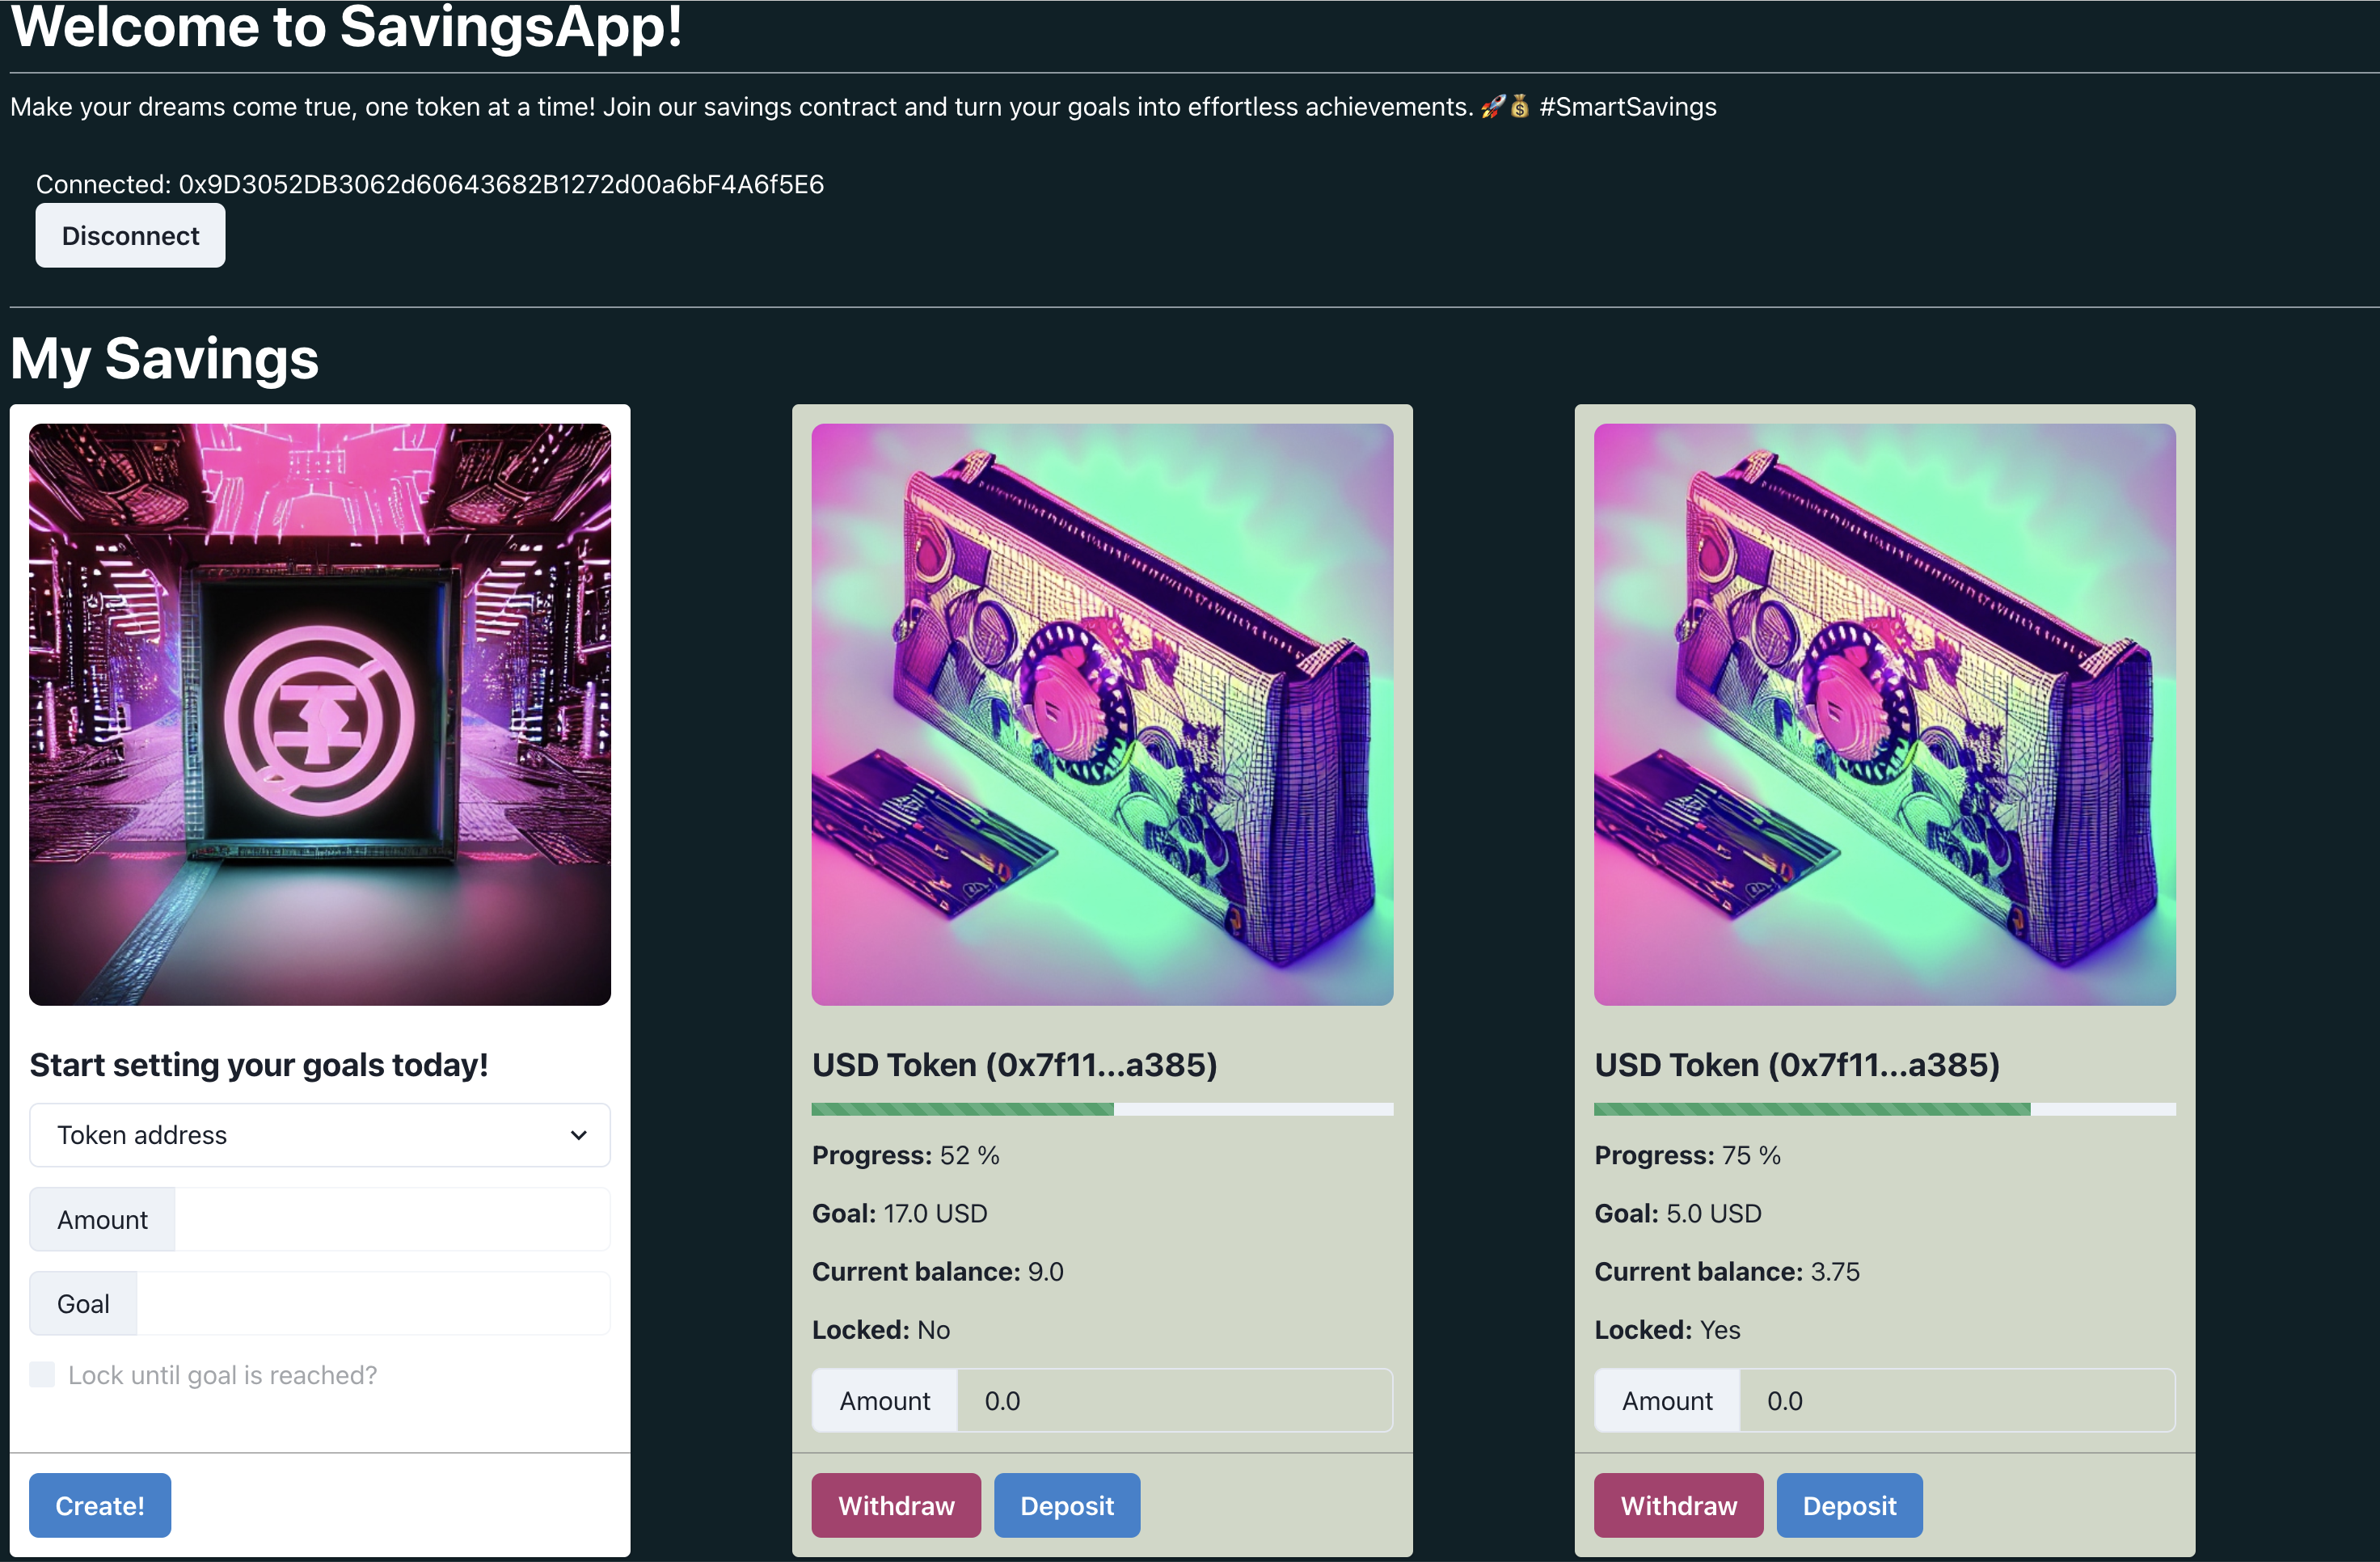 Welcome to SavingsApp!
Make your dreams come true, one token at a time! Join our savings contract and turn your goals into effortless achievements. 🚀💰 #SmartSavings
Connected: 0x9D3052DB3062d60643682B1272d00a6bF4A6f5E6
Disconnect
My Savings
Start setting your goals today!
Token address
Amount
Goal
Lock until goal is reached?
Create!
USD Token (0x7f11...a385)
Progress: 52 %
Goal: 17.0 USD
Current balance: 9.0
Locked: No
Amount 0.0
Withdraw Deposit
USD Token (0x7f11...a385)
Progress: 75 %
Goal: 5.0 USD
Current balance: 3.75
Locked: Yes
Amount 0.0
Withdraw Deposit